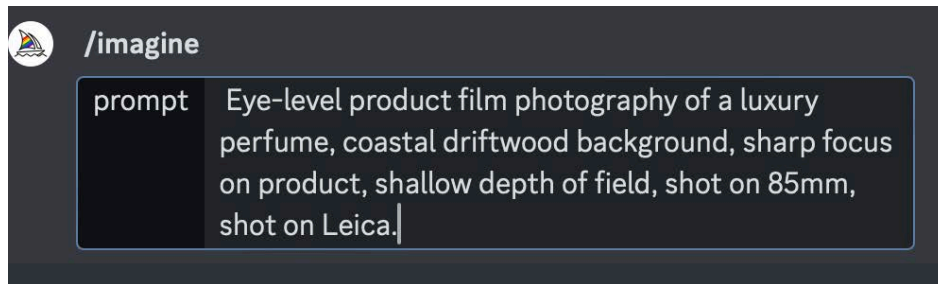 /imagine
prompt Eye-level product film photography of a luxury
perfume, coastal driftwood background, sharp focus
on product, shallow depth of field, shot on 85mm,
shot on Leica.